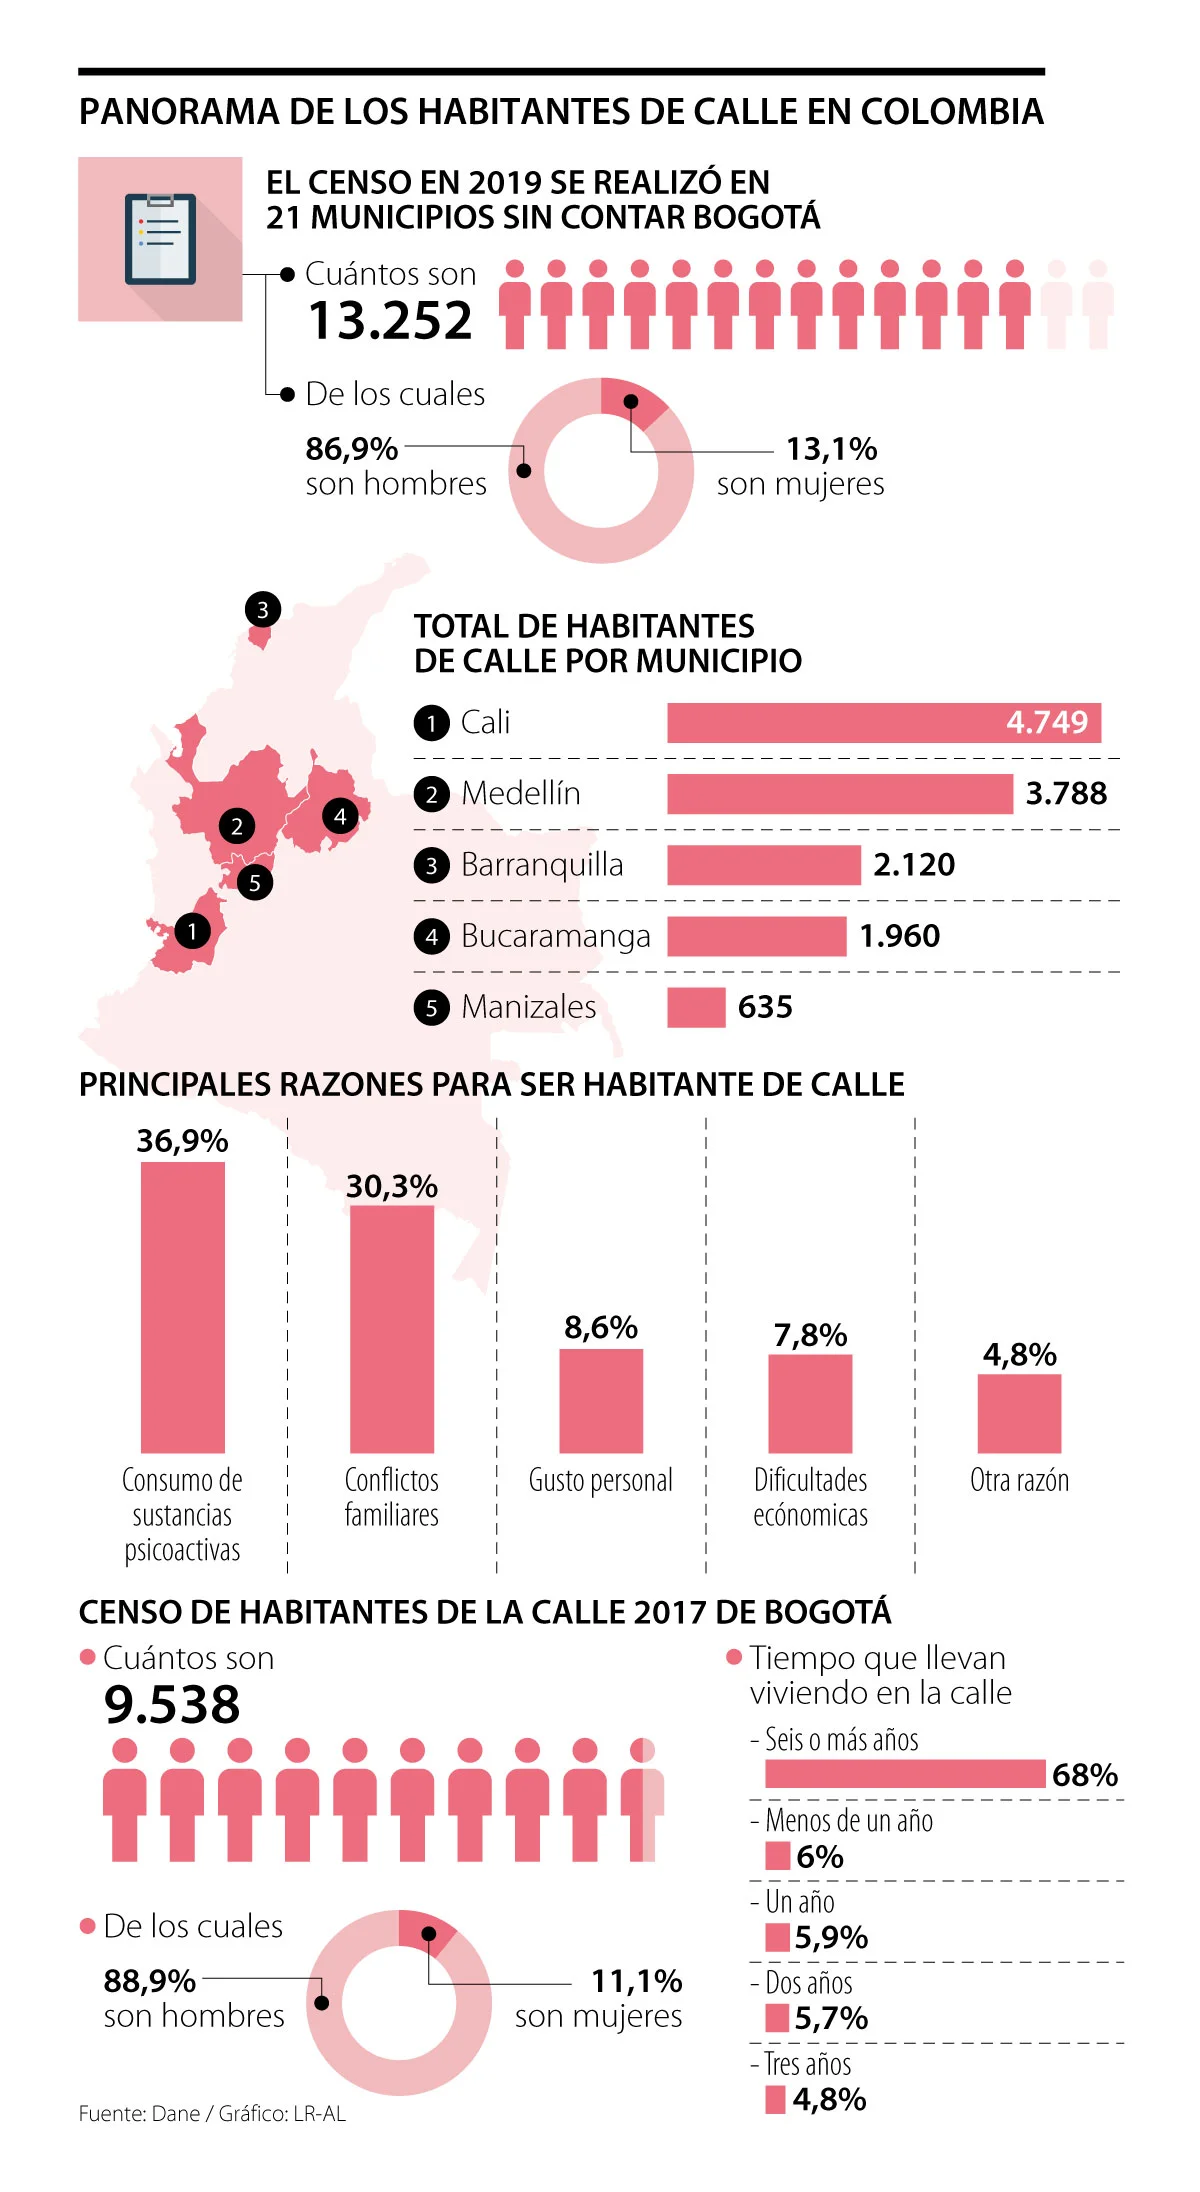 PANORAMA DE LOS HABITANTES DE CALLE EN COLOMBIA
EL CENSO EN 2019 SE REALIZÓ EN
21 MUNICIPIOS SIN CONTAR BOGOTÁ
Cuántos son
13.252
De los cuales
86,9%
son hombres
13,1%
son mujeres
3
2
4
5
1
TOTAL DE HABITANTES
DE CALLE POR MUNICIPIO
1 Cali 4.749
2 Medellín 3.788
3 Barranquilla 2.120
4 Bucaramanga 1.960
5 Manizales 635
PRINCIPALES RAZONES PARA SER HABITANTE DE CALLE
36,9%
Consumo de
sustancias
psicoactivas
30,3%
Conflictos
familiares
8,6%
Gusto personal
7,8%
Dificultades
ecónomicas
4,8%
Otra razón
CENSO DE HABITANTES DE LA CALLE 2017 DE BOGOTÁ
Cuántos son
9.538
De los cuales
88,9%
son hombres
11,1%
son mujeres
Tiempo que llevan
viviendo en la calle
- Seis o más años
68%
- Menos de un año
6%
- Un año
5,9%
- Dos años
5,7%
- Tres años
4,8%
Fuente: Dane / Gráfico: LR-AL